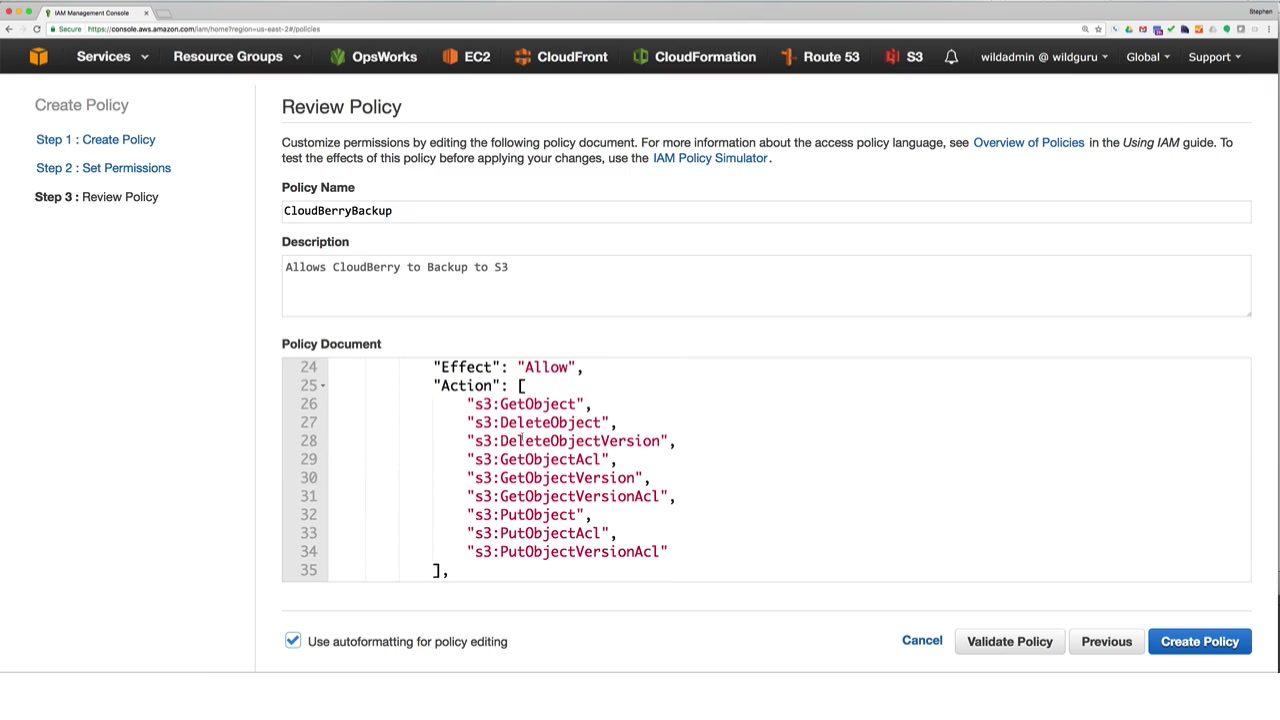 IAM Management Console
Stephen
Secure https://console.aws.amazon.com/iam/home?region=us-east-2#/policies
Services Resource Groups OpsWorks EC2 CloudFront CloudFormation Route 53 S3 wildadmin @ wildguru Global Support
Create Policy
Step 1 : Create Policy
Step 2 : Set Permissions
Step 3 : Review Policy
Review Policy
Customize permissions by editing the following policy document. For more information about the access policy language, see Overview of Policies in the Using IAM guide. To
test the effects of this policy before applying your changes, use the IAM Policy Simulator.
Policy Name
CloudBerryBackup
Description
Allows CloudBerry to Backup to S3
Policy Document
24 "Effect": "Allow",
25 "Action": [
26 "s3:GetObject",
27 "s3:DeleteObject",
28 "s3:DeleteObjectVersion",
29 "s3:GetObjectAcl",
30 "s3:GetObjectVersion",
31 "s3:GetObjectVersionAcl",
32 "s3:PutObject",
33 "s3:PutObjectAcl",
34 "s3:PutObjectVersionAcl"
35 ],
Use autoformatting for policy editing
Cancel Validate Policy Previous Create Policy